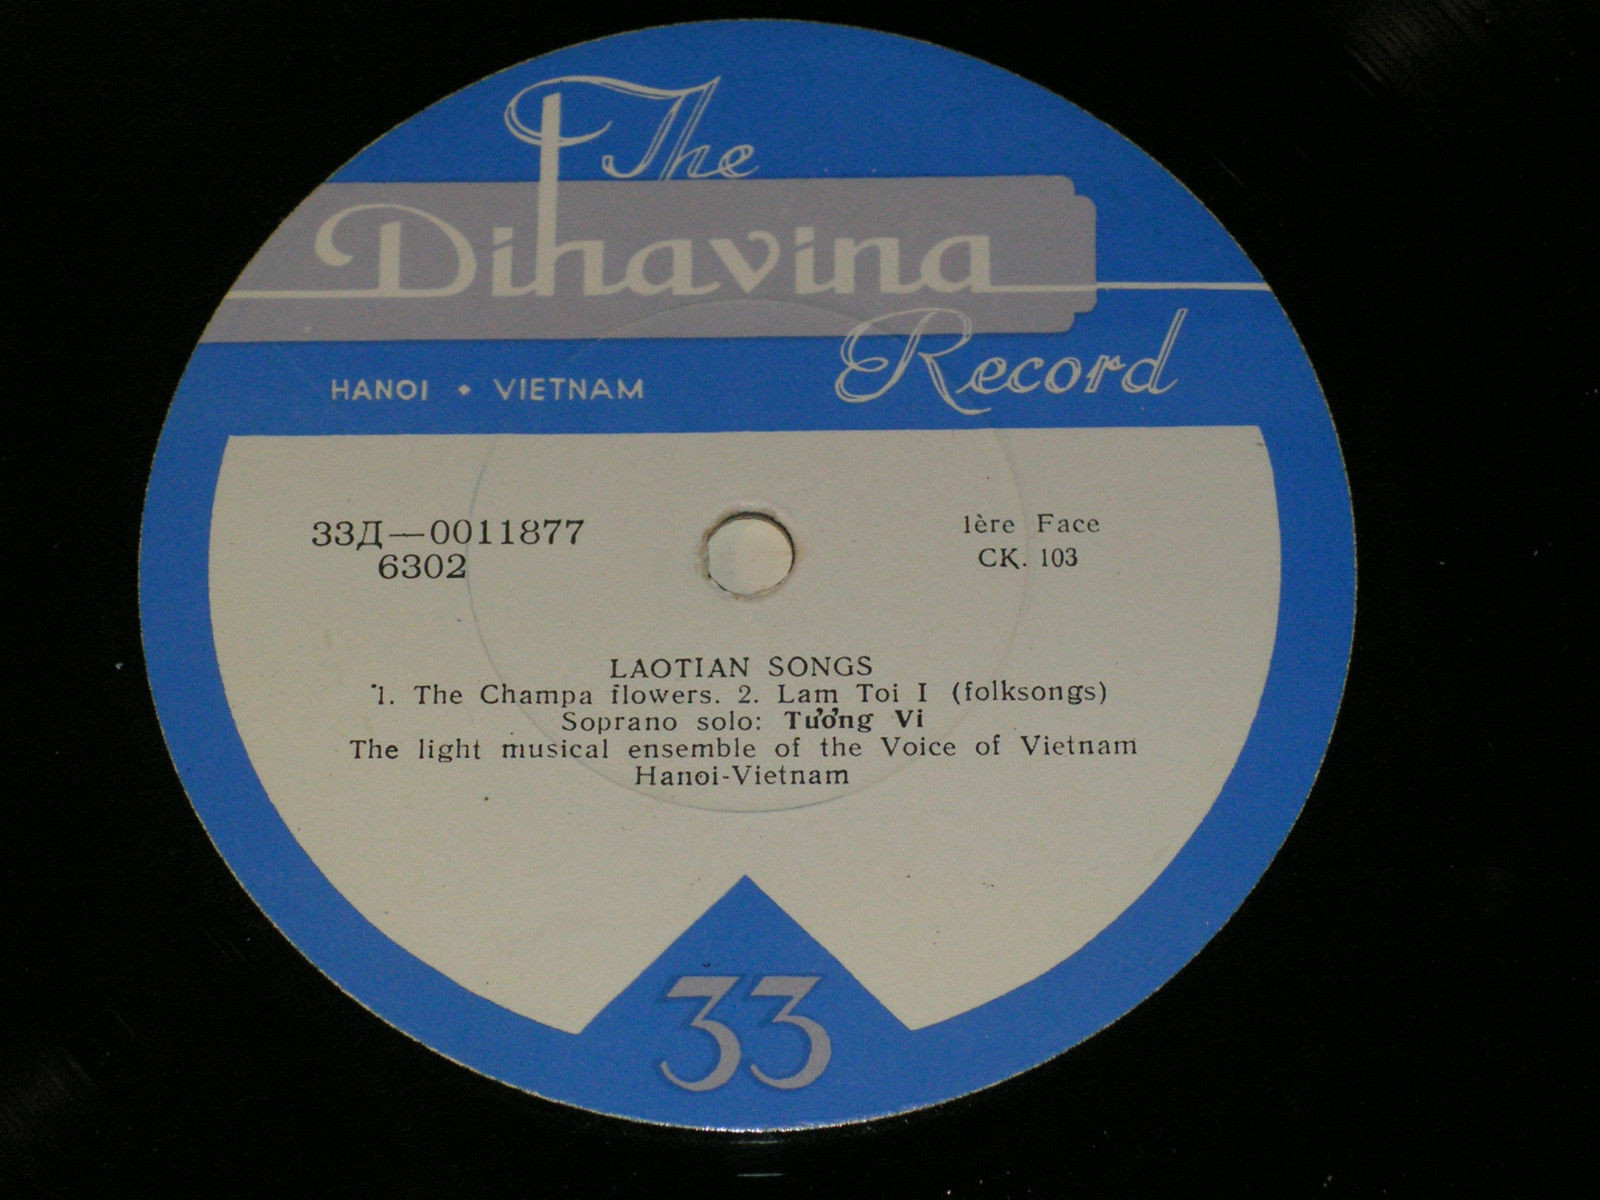 The
Dihavina
Record
HANOI • VIETNAM
33Д—0011877
6302
1ère Face
CK. 103
LAOTIAN SONGS
1. The Champa flowers. 2. Lam Toi I (folksongs)
Soprano solo: Tường Vi
The light musical ensemble of the Voice of Vietnam
Hanoi-Vietnam
33